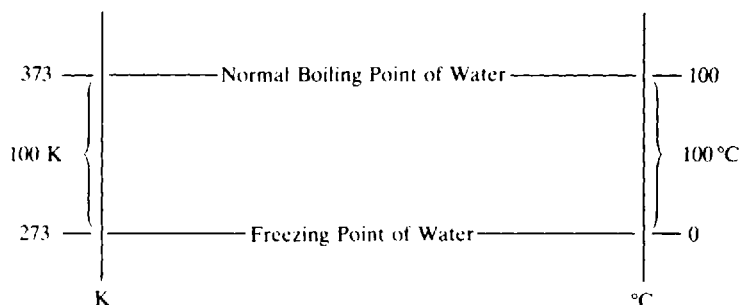 373 Normal Boiling Point of Water 100
100 K 100 °C
273 Freezing Point of Water 0
K °C